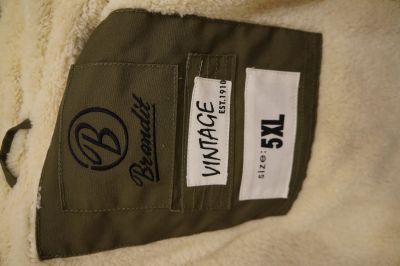 B
Brandit
VINTAGE
EST.1910
size: 5XL